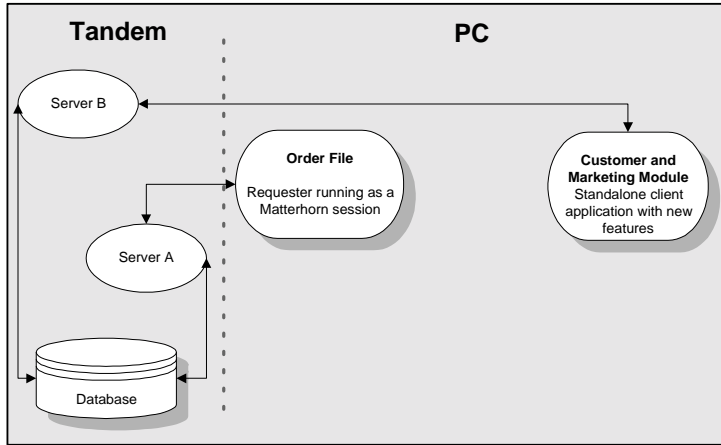 Tandem
PC
Server B
Order File
Requester running as a
Matterhorn session
Customer and
Marketing Module
Standalone client
application with new
features
Server A
Database